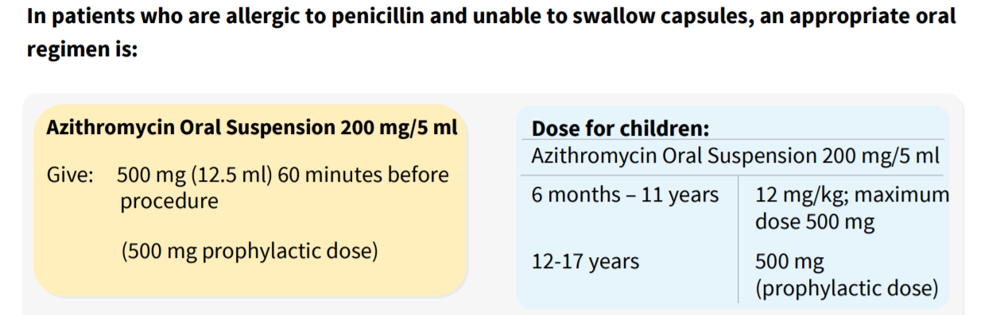 In patients who are allergic to penicillin and unable to swallow capsules, an appropriate oral
regimen is:
Azithromycin Oral Suspension 200 mg/5 ml
Give: 500 mg (12.5 ml) 60 minutes before
procedure
(500 mg prophylactic dose)
Dose for children:
Azithromycin Oral Suspension 200 mg/5 ml
6 months – 11 years 12 mg/kg; maximum
dose 500 mg
12-17 years 500 mg
(prophylactic dose)